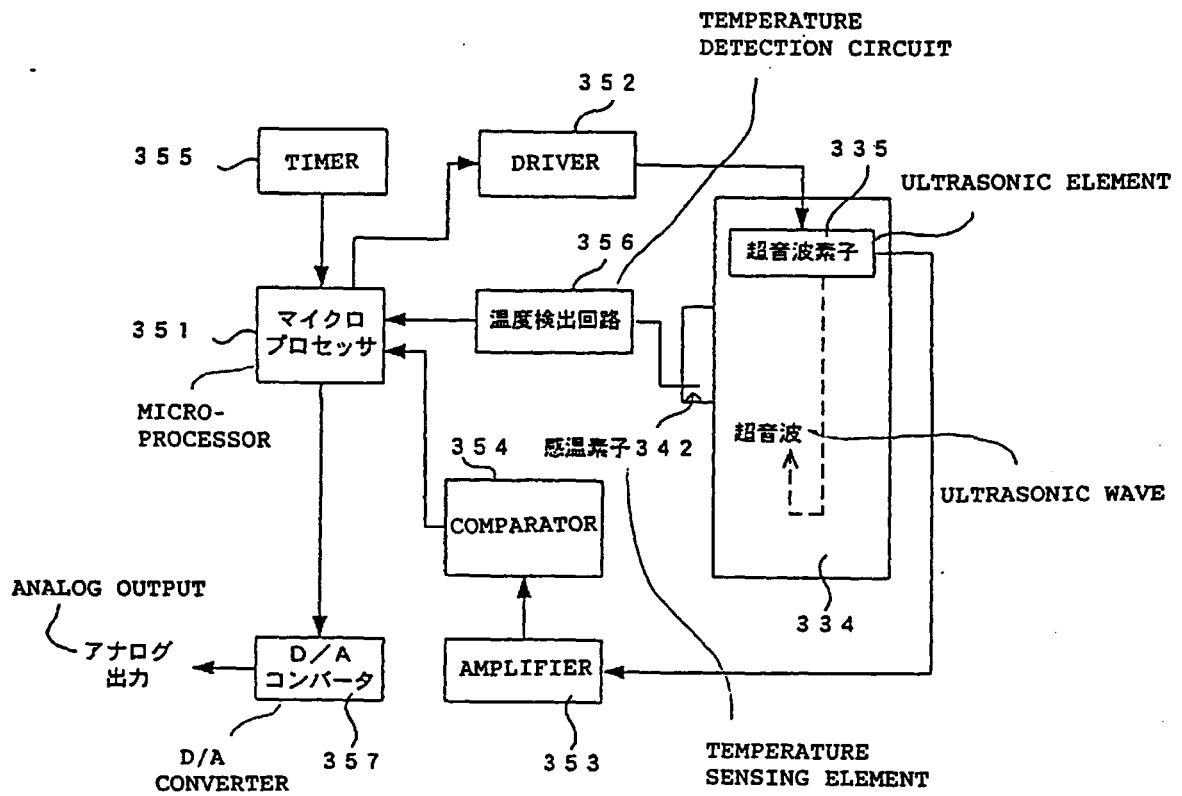 TEMPERATURE
DETECTION CIRCUIT
３５２
３５５
TIMER
DRIVER
３３５
ULTRASONIC ELEMENT
超音波素子
３５６
温度検出回路
３５１
マイクロ
プロセッサ
MICRO-
PROCESSOR
３５４
感温素子３４２
超音波
ULTRASONIC WAVE
COMPARATOR
ANALOG OUTPUT
アナログ
出力
D／A
コンバータ
AMPLIFIER
３３４
D/A
CONVERTER
３５７
３５３
TEMPERATURE
SENSING ELEMENT